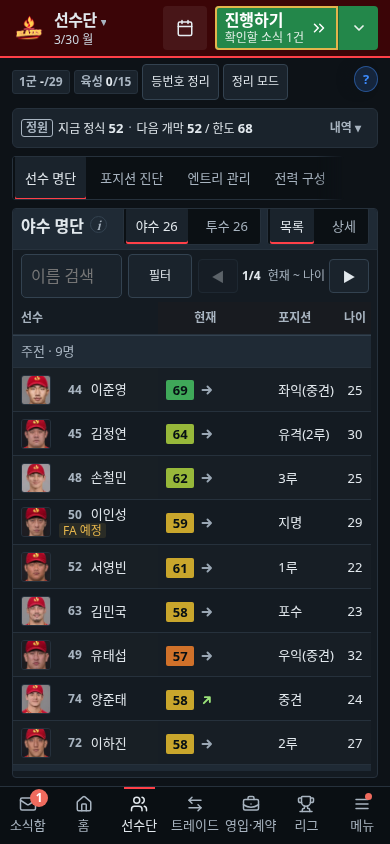 선수단 ▾
3/30 월
진행하기
확인할 소식 1건
1군 -/29
육성 0/15
등번호 정리
정리 모드
?
정원 지금 정식 52 · 다음 개막 52 / 한도 68
내역 ▾
선수 명단
포지션 진단
엔트리 관리
전력 구성
야수 명단 i
야수 26
투수 26
목록
상세
이름 검색
필터
◀ 1/4 현재 ~ 나이 ▶
선수 현재 포지션 나이
주전 · 9명
44 이준영 69 → 좌익(중견) 25
45 김정연 64 → 유격(2루) 30
48 손철민 62 → 3루 25
50 이인성 59 → 지명 29
FA 예정
52 서영빈 61 → 1루 22
63 김민국 58 → 포수 23
49 유태섭 57 → 우익(중견) 32
74 양준태 58 ↗ 중견 24
72 이하진 58 → 2루 27
1
소식함
홈
선수단
트레이드
영입·계약
리그
메뉴